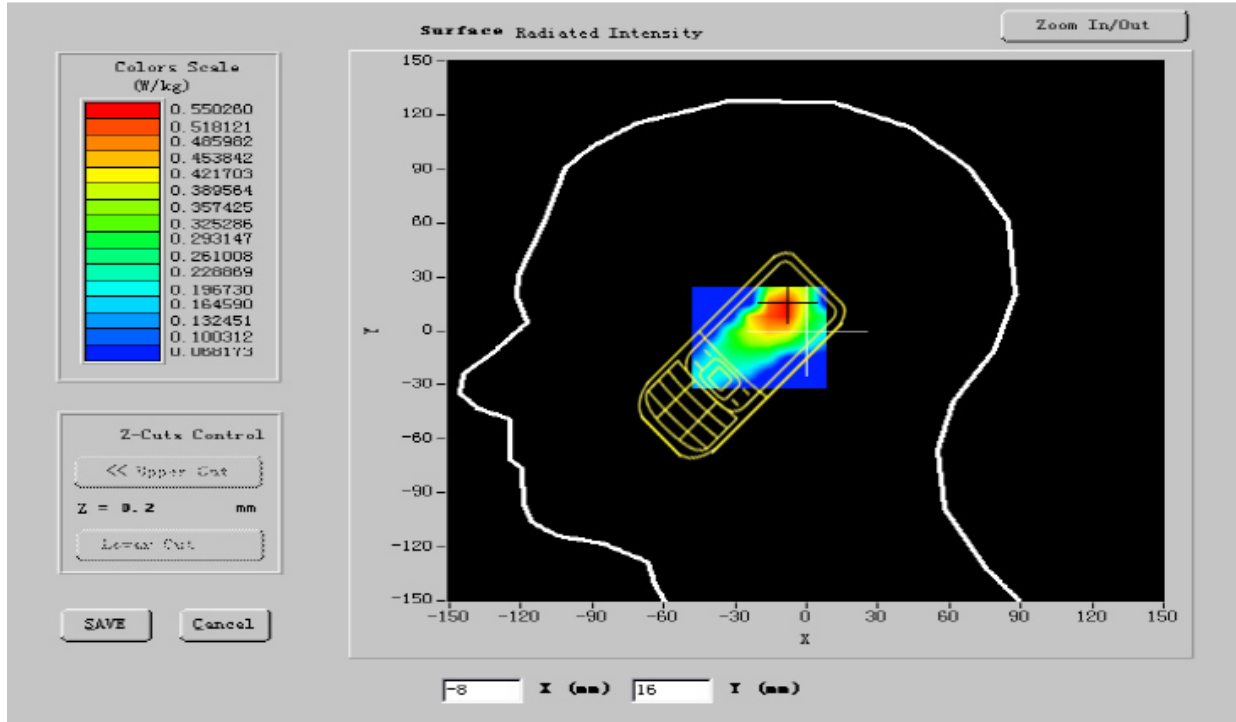 Surface Radiated Intensity
Zoom In/Out
Colors Scale
(W/kg)
0.550260
0.518121
0.485982
0.453842
0.421703
0.389564
0.357425
0.325286
0.293147
0.261008
0.228869
0.196730
0.164590
0.132451
0.100312
0.068173
Z-Cuts Control
<< Upper Cut
Z = 0.2 mm
Lower Cut
SAVE
Cancel
150
120
90
60
30
0
-30
-60
-90
-120
-150
Y
-150 -120 -90 -60 -30 0 30 60 90 120 150
X
-8 X (mm) 16 Y (mm)